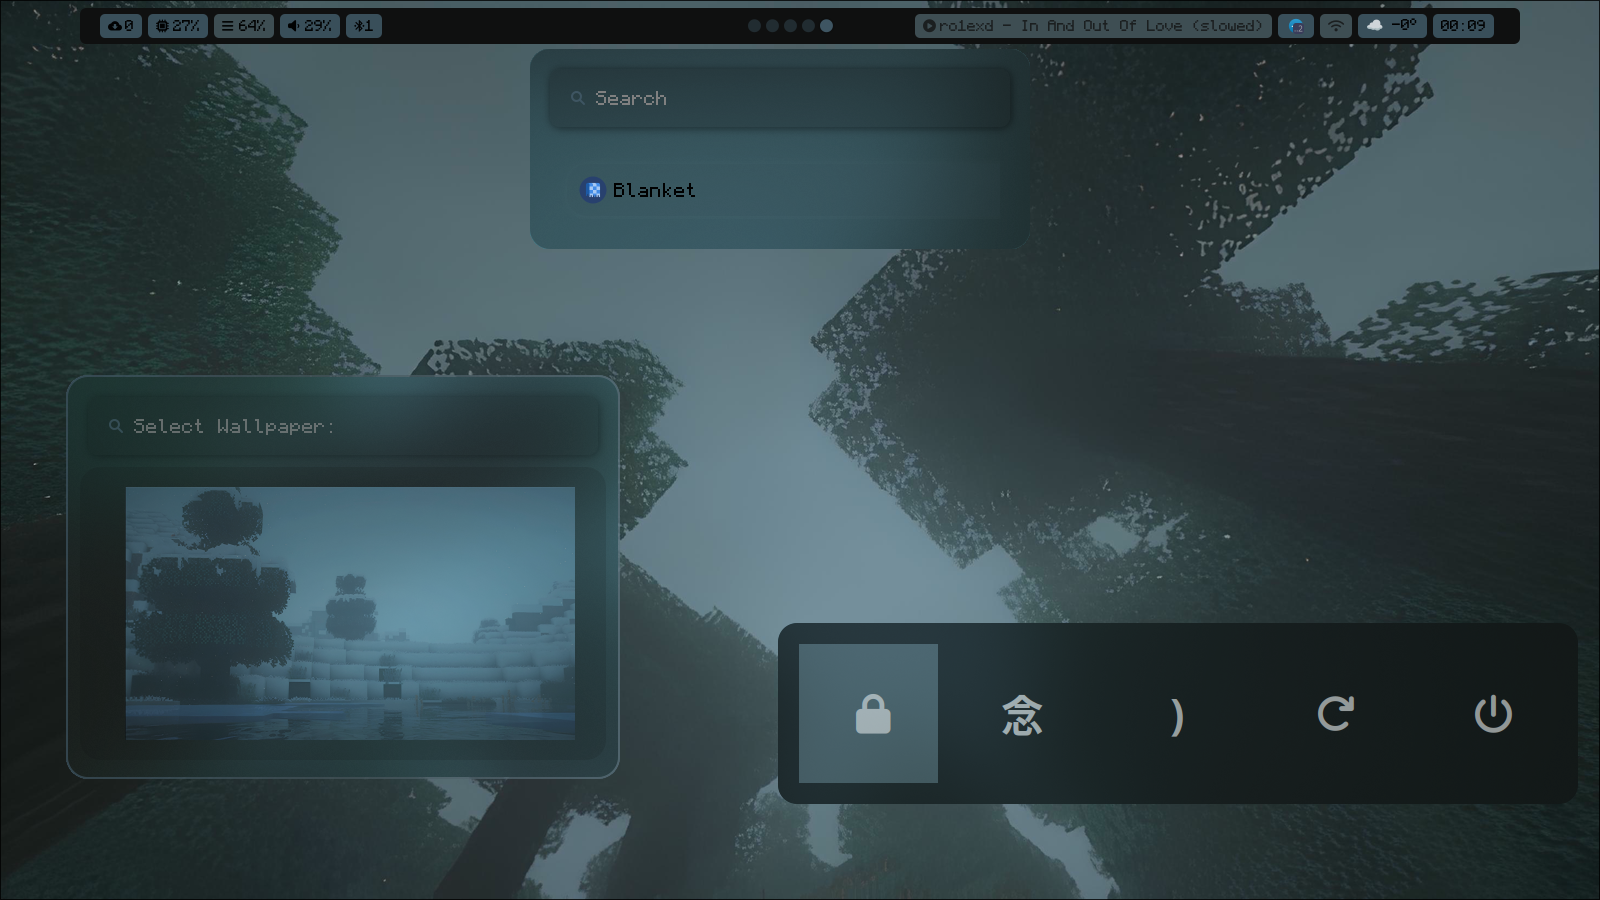 0 27% 64% 29% 1 rolexd - In And Out Of Love (slowed) -0° 00:09
Search
Blanket
Select Wallpaper:
念 )